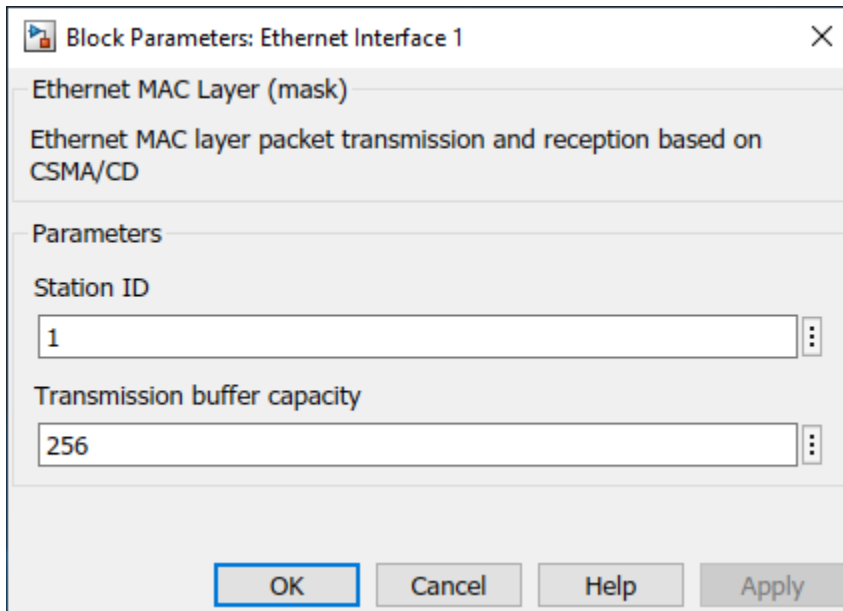 Block Parameters: Ethernet Interface 1
Ethernet MAC Layer (mask)
Ethernet MAC layer packet transmission and reception based on
CSMA/CD
Parameters
Station ID
1
Transmission buffer capacity
256
OK
Cancel
Help
Apply